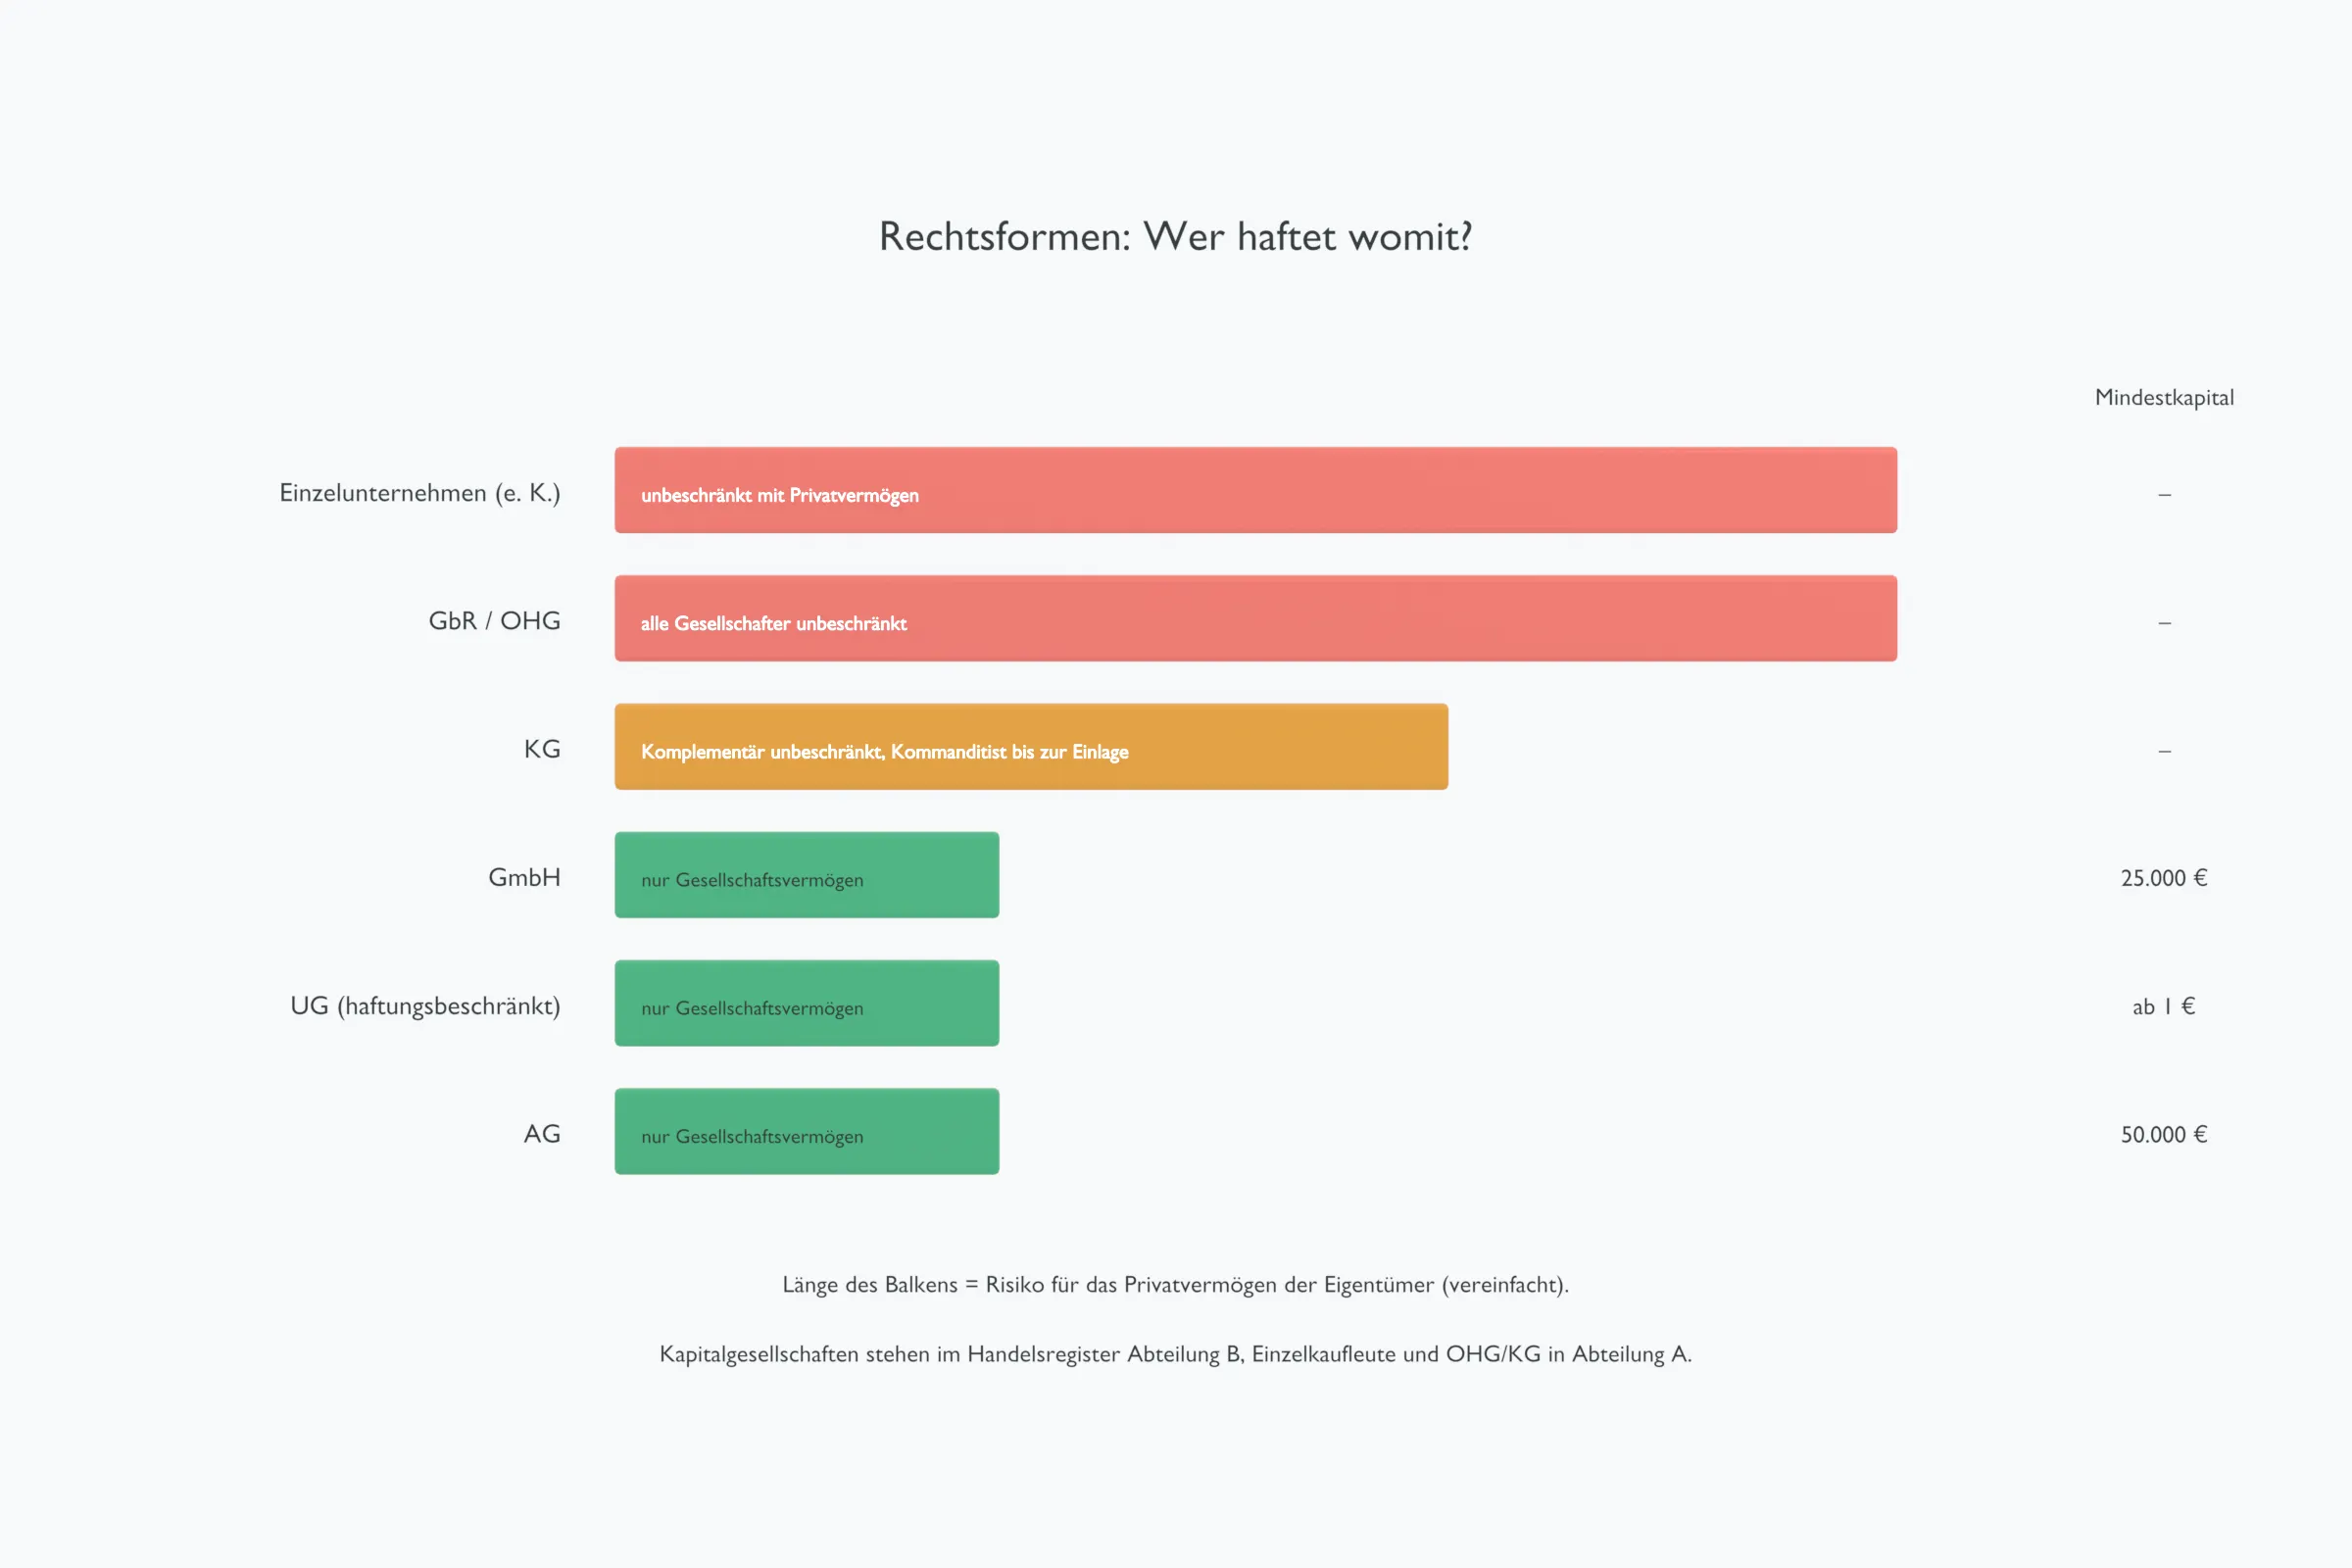 Rechtsformen: Wer haftet womit?
Mindestkapital
Einzelunternehmen (e. K.) unbeschränkt mit Privatvermögen –
GbR / OHG alle Gesellschafter unbeschränkt –
KG Komplementär unbeschränkt, Kommanditist bis zur Einlage –
GmbH nur Gesellschaftsvermögen 25.000 €
UG (haftungsbeschränkt) nur Gesellschaftsvermögen ab 1 €
AG nur Gesellschaftsvermögen 50.000 €
Länge des Balkens = Risiko für das Privatvermögen der Eigentümer (vereinfacht).
Kapitalgesellschaften stehen im Handelsregister Abteilung B, Einzelkaufleute und OHG/KG in Abteilung A.